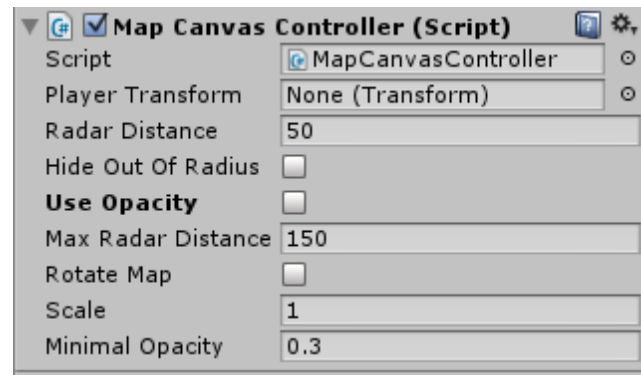 Map Canvas Controller (Script)
Script MapCanvasController
Player Transform None (Transform)
Radar Distance 50
Hide Out Of Radius
Use Opacity
Max Radar Distance 150
Rotate Map
Scale 1
Minimal Opacity 0.3